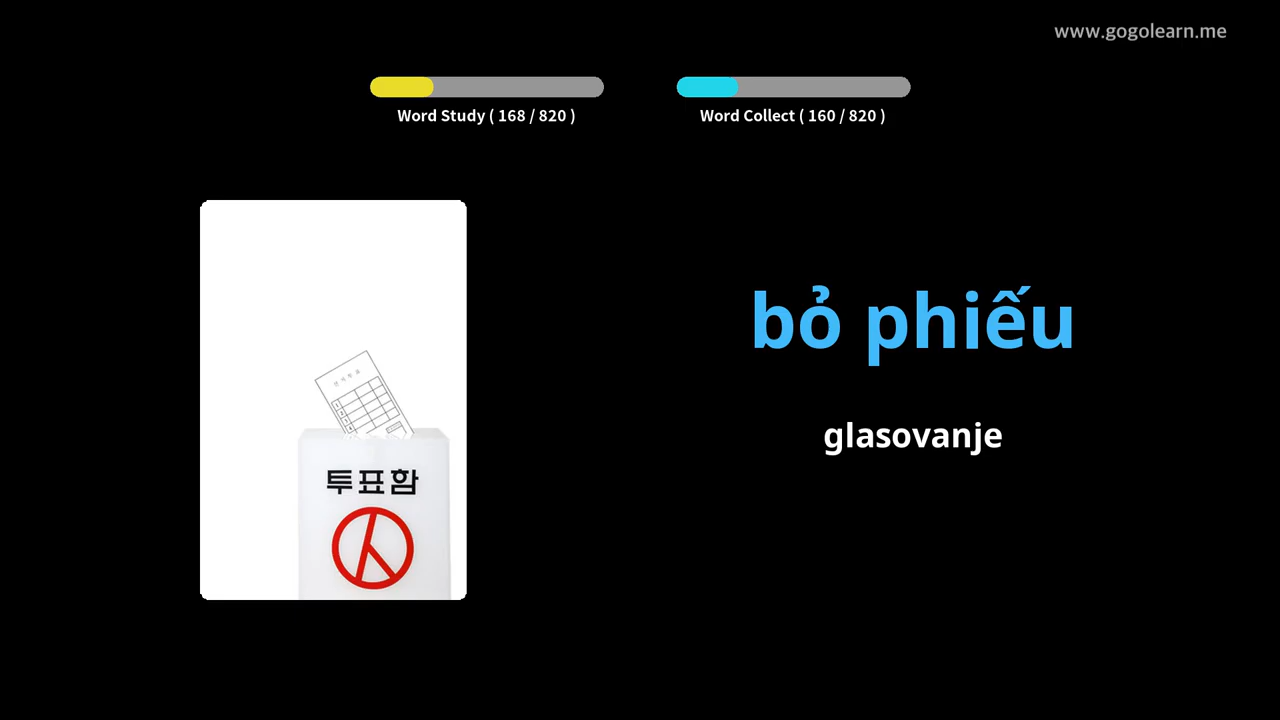 www.gogolearn.me
Word Study ( 168 / 820 )
Word Collect ( 160 / 820 )
bỏ phiếu
glasovanje
투표함